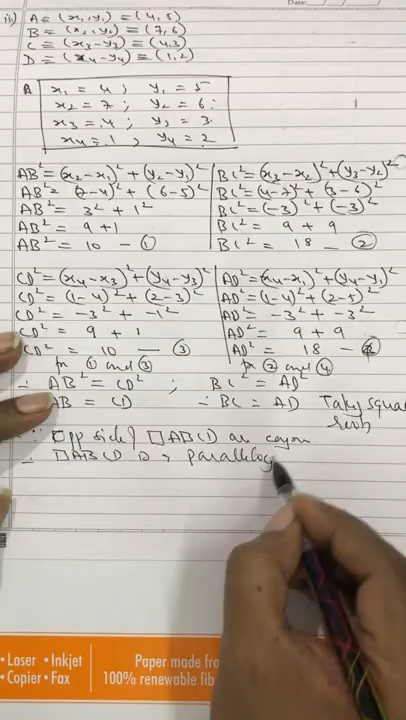 iii) A = (x₁, y₁) = (4, 5)
B = (x₂, y₂) = (7, 6)
C = (x₃ - y₃) = (4,3)
D = (x₄ - y₄) = (1,2)
A x₁ = 4 ; y₁ = 5
x₂ = 7 ; y₂ = 6 ;
x₃ = 4 ; y₃ = 3
x₄ = 1 , y₄ = 2
AB² = (x₂-x₁)² + (y₂-y₁)²
AB² = (7-4)² + (6-5)²
AB² = 3² + 1²
AB² = 9 + 1
AB² = 10 — ①
BC² = (x₃-x₂)² + (y₃-y₂)²
BC² = (4-7)² + (3-6)²
BC² = (-3)² + (-3)²
BC² = 9 + 9
BC² = 18 — ②
CD² = (x₄-x₃)² + (y₄-y₃)²
CD² = (1-4)² + (2-3)²
CD² = -3² + -1²
CD² = 9 + 1
CD² = 10 — ③
AD² = (x₄-x₁)² + (y₄-y₁)²
AD² = (1-4)² + (2-5)²
AD² = -3² + -3²
AD² = 9 + 9
AD² = 18 — ④
① and ③
② and ④
∴ AB² = CD² ; BC² = AD²
AB = CD ∴ BC = AD Taking square
root
∵ Opp side of □ABCD are
□ABCD is
• Laser • Inkjet
• Copier • Fax
Paper made fro
100% renewable fib